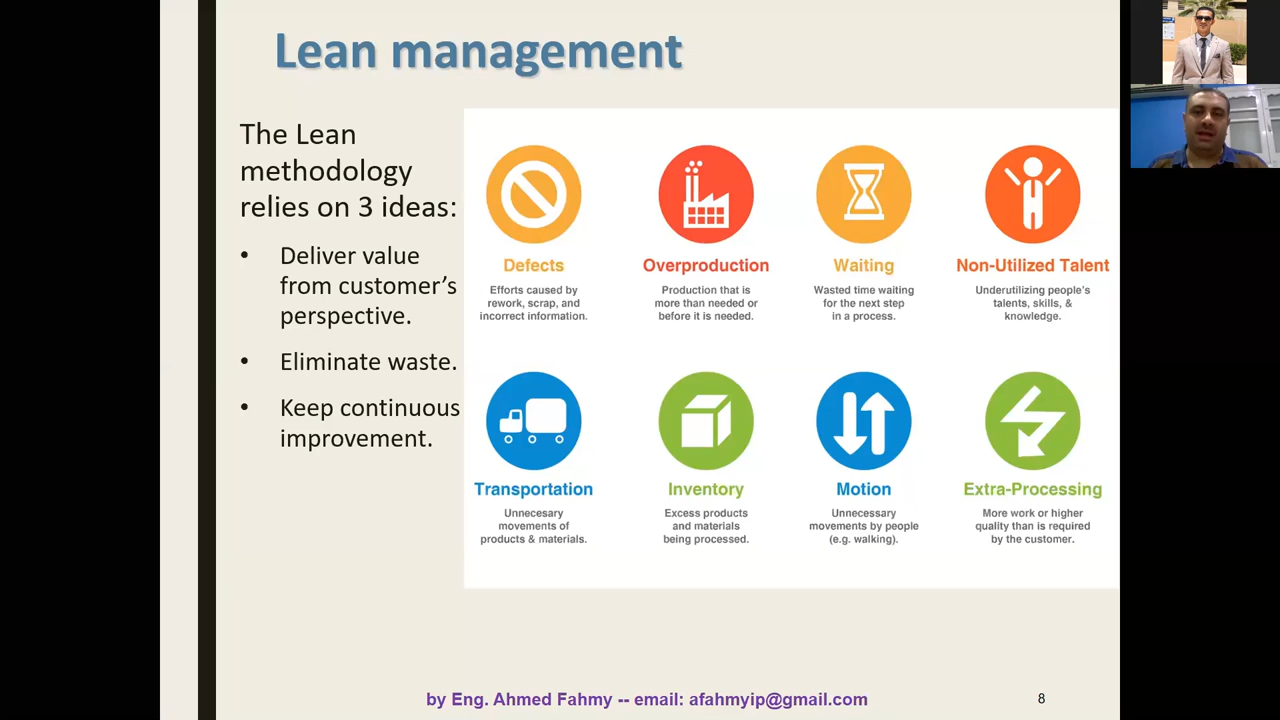 Lean management
The Lean
methodology
relies on 3 ideas:
• Deliver value
from customer’s
perspective.
• Eliminate waste.
• Keep continuous
improvement.
Defects
Efforts caused by
rework, scrap, and
incorrect information.
Overproduction
Production that is
more than needed or
before it is needed.
Waiting
Wasted time waiting
for the next step
in a process.
Non-Utilized Talent
Underutilizing people’s
talents, skills, &
knowledge.
Transportation
Unnecesary
movements of
products & materials.
Inventory
Excess products
and materials
being processed.
Motion
Unnecessary
movements by people
(e.g. walking).
Extra-Processing
More work or higher
quality than is required
by the customer.
by Eng. Ahmed Fahmy -- email: afahmyip@gmail.com
8